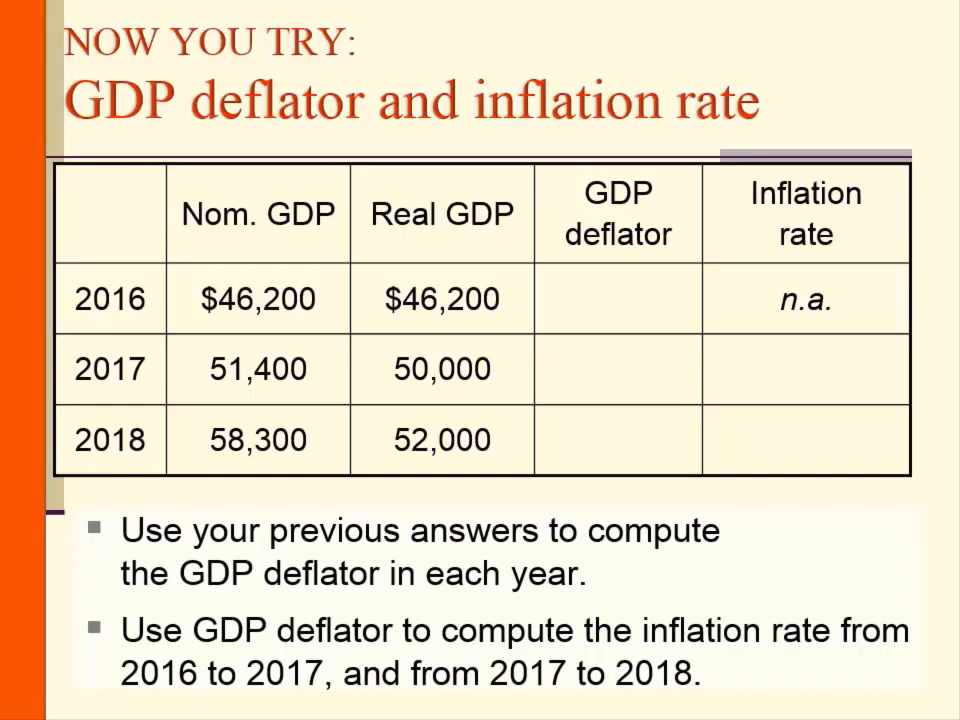 NOW YOU TRY:
GDP deflator and inflation rate
Nom. GDP Real GDP GDP deflator Inflation rate
2016 $46,200 $46,200 n.a.
2017 51,400 50,000
2018 58,300 52,000
Use your previous answers to compute
the GDP deflator in each year.
Use GDP deflator to compute the inflation rate from
2016 to 2017, and from 2017 to 2018.